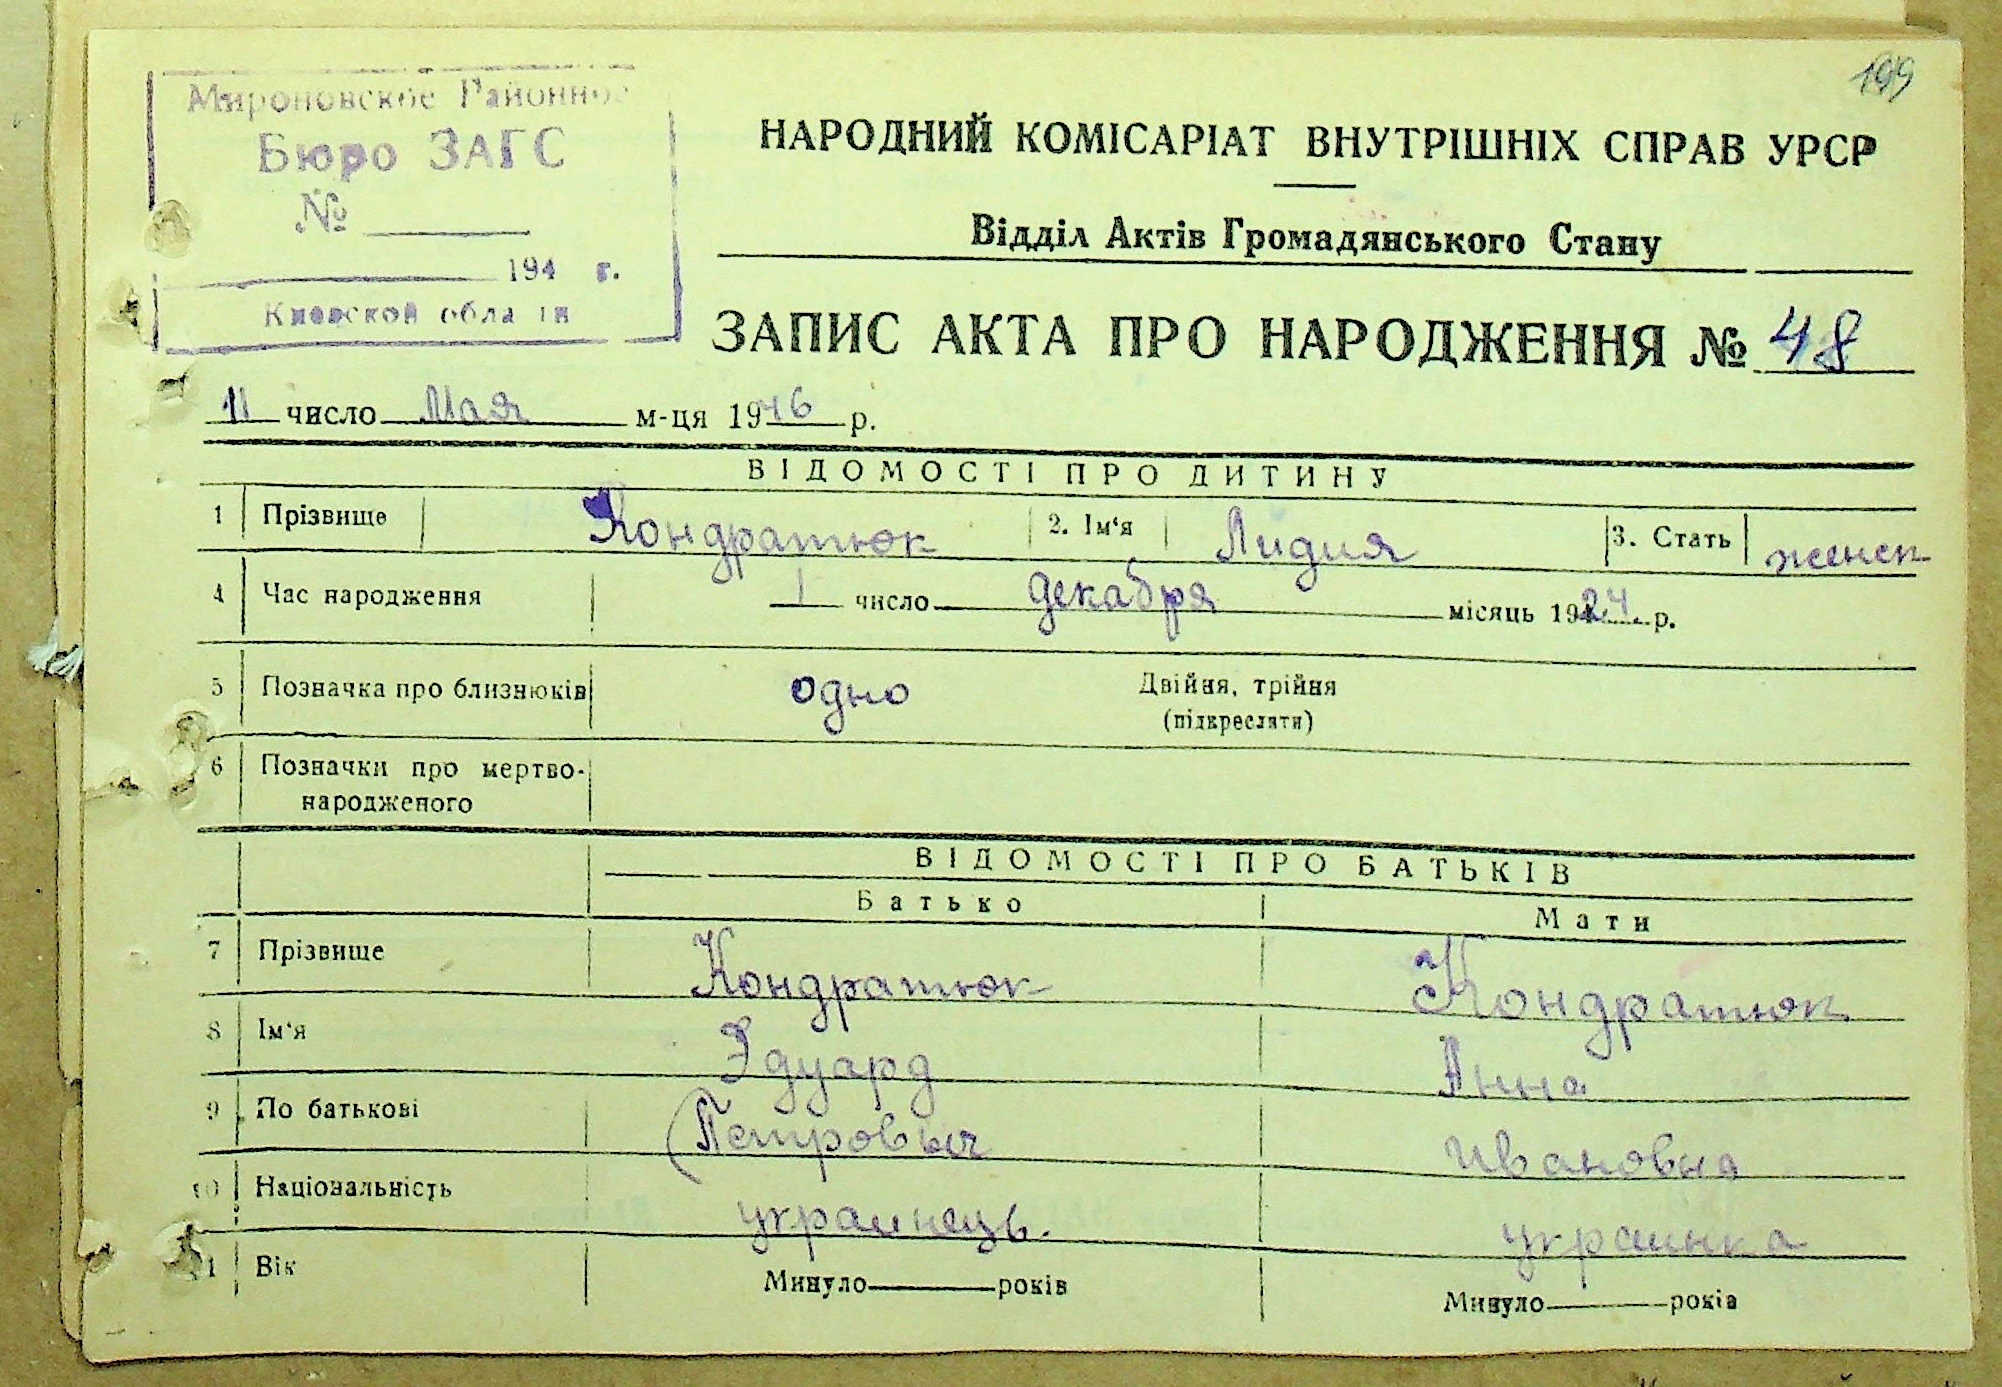 199
Мироновское Районное
Бюро ЗАГС
№
194 г.
Киевской области
НАРОДНИЙ КОМІСАРІАТ ВНУТРІШНІХ СПРАВ УРСР
Відділ Актів Громадянського Стану
ЗАПИС АКТА ПРО НАРОДЖЕННЯ № 48
11 число Мая м-ця 1946 р.
ВІДОМОСТІ ПРО ДИТИНУ
1 Прізвище Кондратюк 2. Ім‘я Лидия 3. Стать женск
4 Час народження 1 число декабря місяць 1924 р.
5 Позначка про близнюків одно Двійня, трійня
(підкреслити)
6 Позначки про мертво-
народженого
ВІДОМОСТІ ПРО БАТЬКІВ
Батько Мати
7 Прізвище Кондратюк Кондратюк
8 Ім‘я Эдуард Анна
9 По батькові Петровыч Ивановна
10 Національність украинець. украинка
11 Вік Минуло років Минуло років